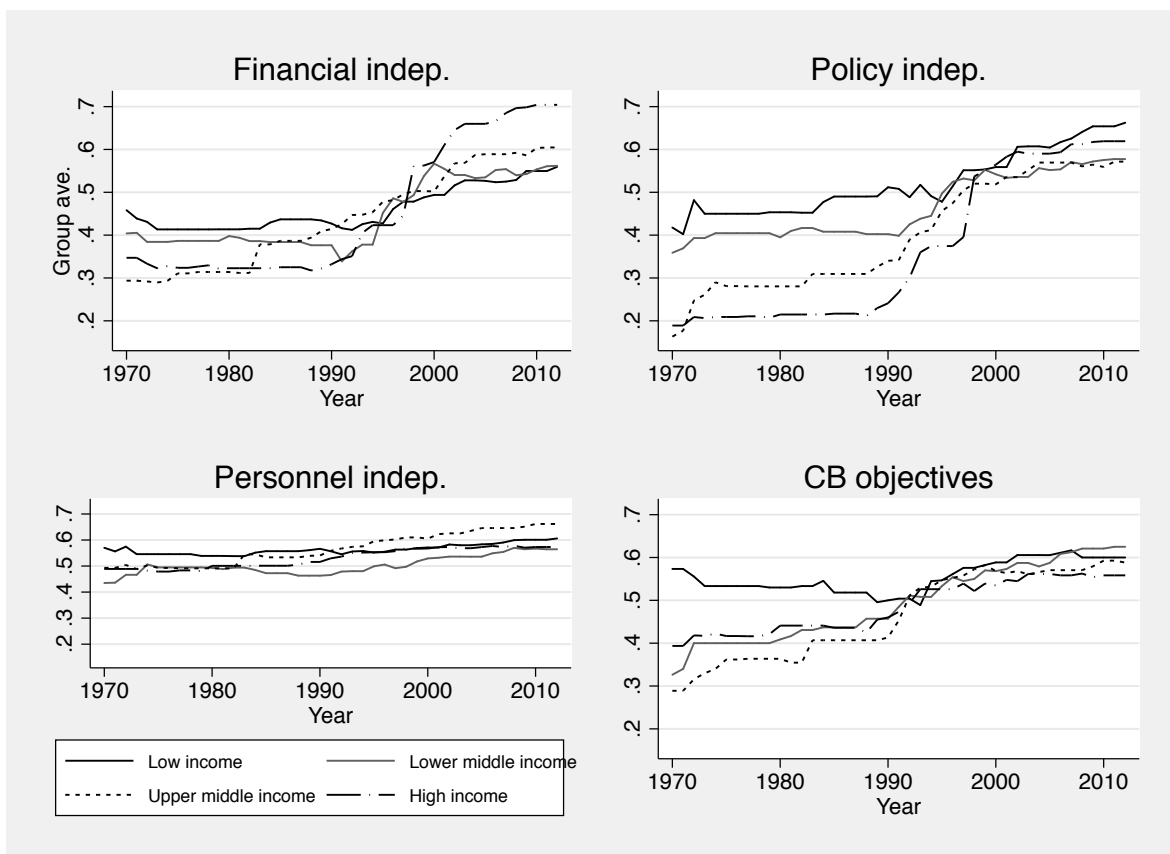 Financial indep.
Policy indep.
Group ave.
.7
.6
.5
.4
.3
.2
1970 1980 1990 2000 2010
Year
.7
.6
.5
.4
.3
.2
1970 1980 1990 2000 2010
Year
Personnel indep.
CB objectives
.7
.6
.5
.4
.3
.2
1970 1980 1990 2000 2010
Year
.7
.6
.5
.4
.3
.2
1970 1980 1990 2000 2010
Year
Low income
Lower middle income
Upper middle income
High income